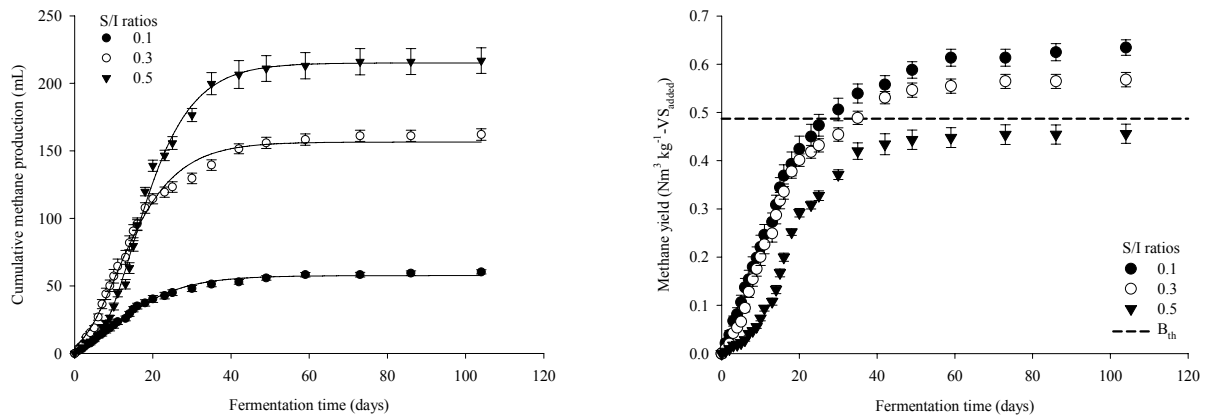 S/I ratios
0.1
0.3
0.5
Cumulative methane production (mL)
250
200
150
100
50
0
0 20 40 60 80 100 120
Fermentation time (days)
Methane yield (Nm³ kg⁻¹-VS_added)
0.7
0.6
0.5
0.4
0.3
0.2
0.1
0.0
S/I ratios
0.1
0.3
0.5
B_th
0 20 40 60 80 100 120
Fermentation time (days)